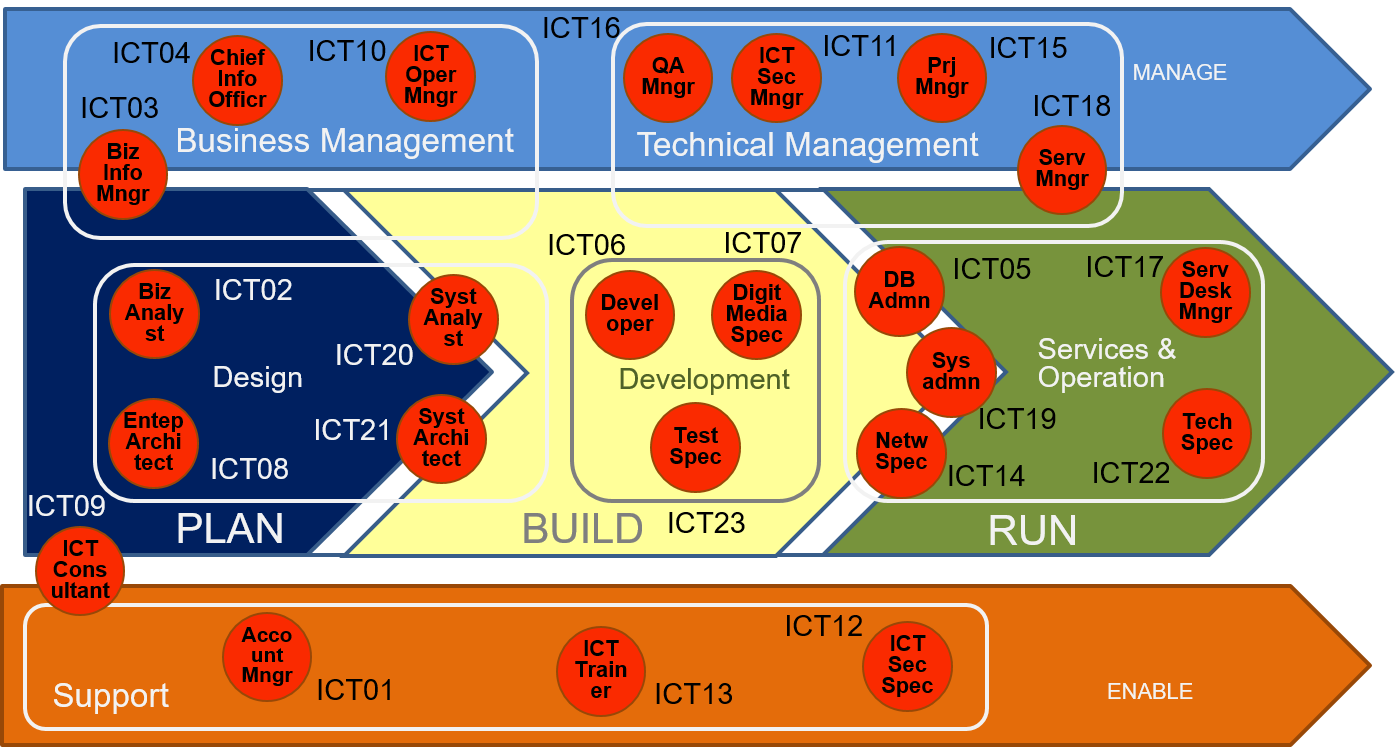 ICT04
Chief
Info
Officr
ICT10
ICT
Oper
Mngr
ICT03
Biz
Info
Mngr
Business Management
ICT16
QA
Mngr
ICT
Sec
Mngr
ICT11
Prj
Mngr
ICT15
MANAGE
ICT18
Serv
Mngr
Technical Management
Biz
Analy
st
ICT02
Syst
Analy
st
ICT20
Design
Entep
Archi
tect
ICT08
ICT21
Syst
Archi
tect
ICT09
PLAN
ICT06
ICT07
Devel
oper
Digit
Media
Spec
Development
Test
Spec
ICT23
BUILD
DB
Admn
ICT05
ICT17
Serv
Desk
Mngr
Sys
admn
ICT19
Services &
Operation
Netw
Spec
ICT14
Tech
Spec
ICT22
RUN
ICT
Cons
ultant
Support
Acco
unt
Mngr
ICT01
ICT
Train
er
ICT13
ICT12
ICT
Sec
Spec
ENABLE